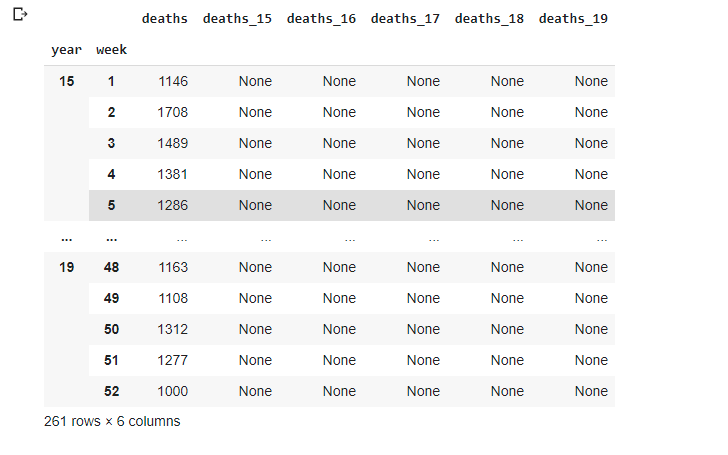 deaths deaths_15 deaths_16 deaths_17 deaths_18 deaths_19
year week
15 1 1146 None None None None None
2 1708 None None None None None
3 1489 None None None None None
4 1381 None None None None None
5 1286 None None None None None
... ... ... ... ... ... ... ...
19 48 1163 None None None None None
49 1108 None None None None None
50 1312 None None None None None
51 1277 None None None None None
52 1000 None None None None None
261 rows × 6 columns